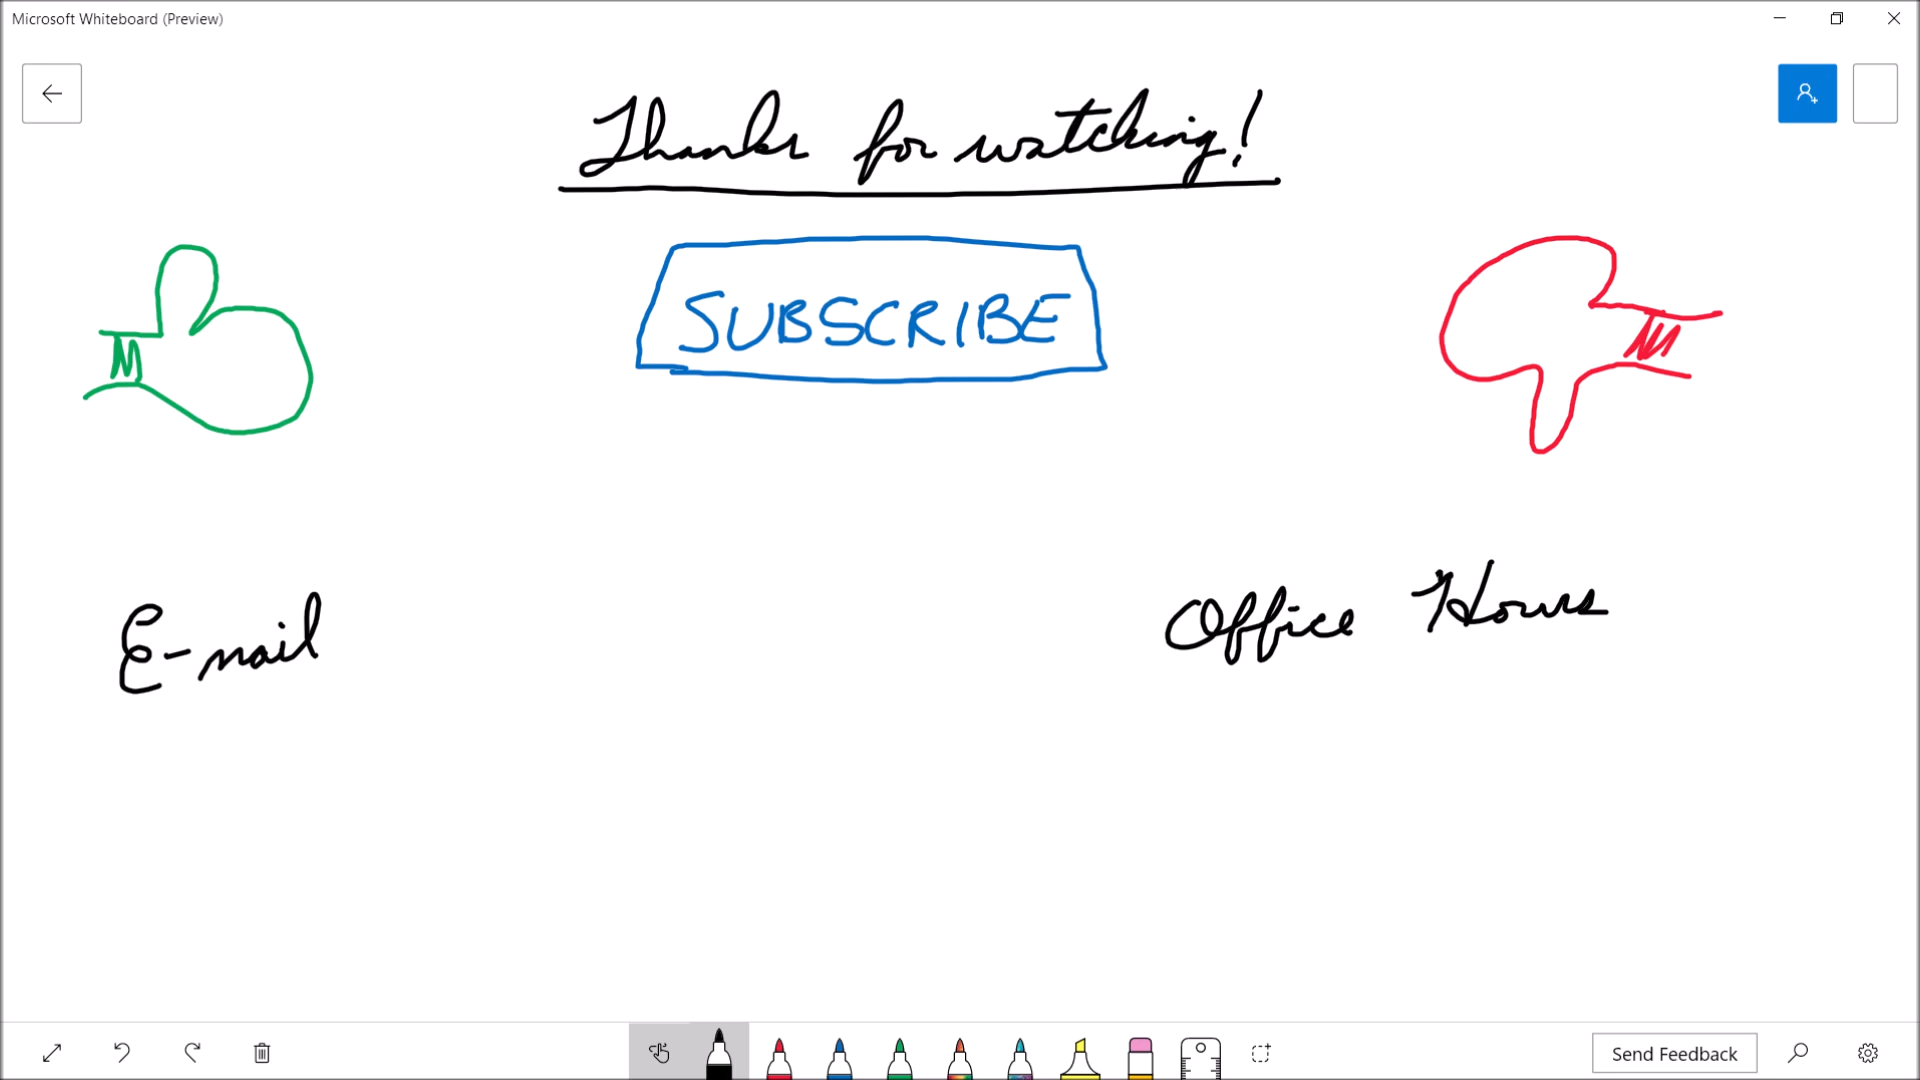 Microsoft Whiteboard (Preview)
Thanks for watching!
SUBSCRIBE
E-mail
Office Hours
Send Feedback